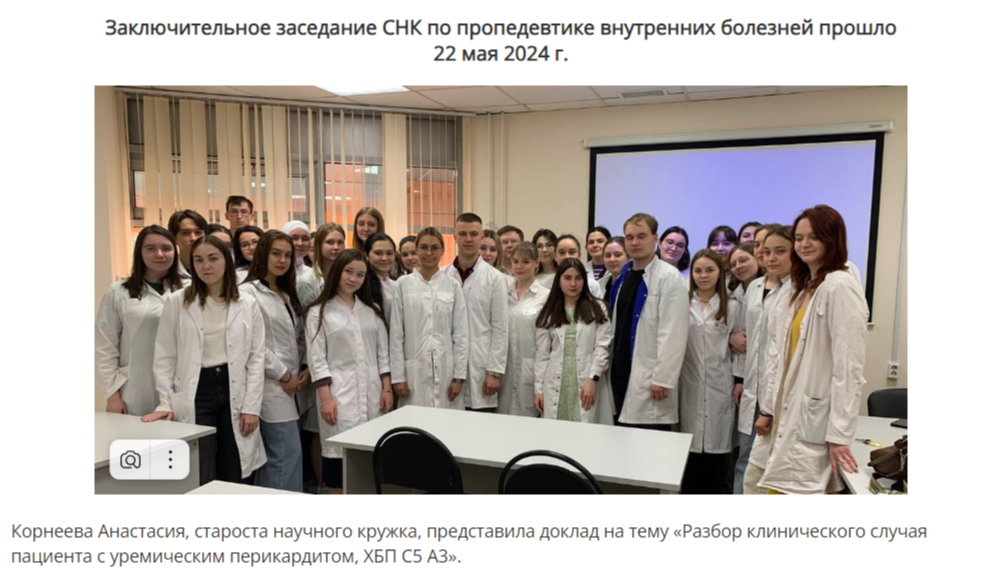 Заключительное заседание СНК по пропедевтике внутренних болезней прошло
22 мая 2024 г.
Корнеева Анастасия, староста научного кружка, представила доклад на тему «Разбор клинического случая
пациента с уремическим перикардитом, ХБП С5 А3».